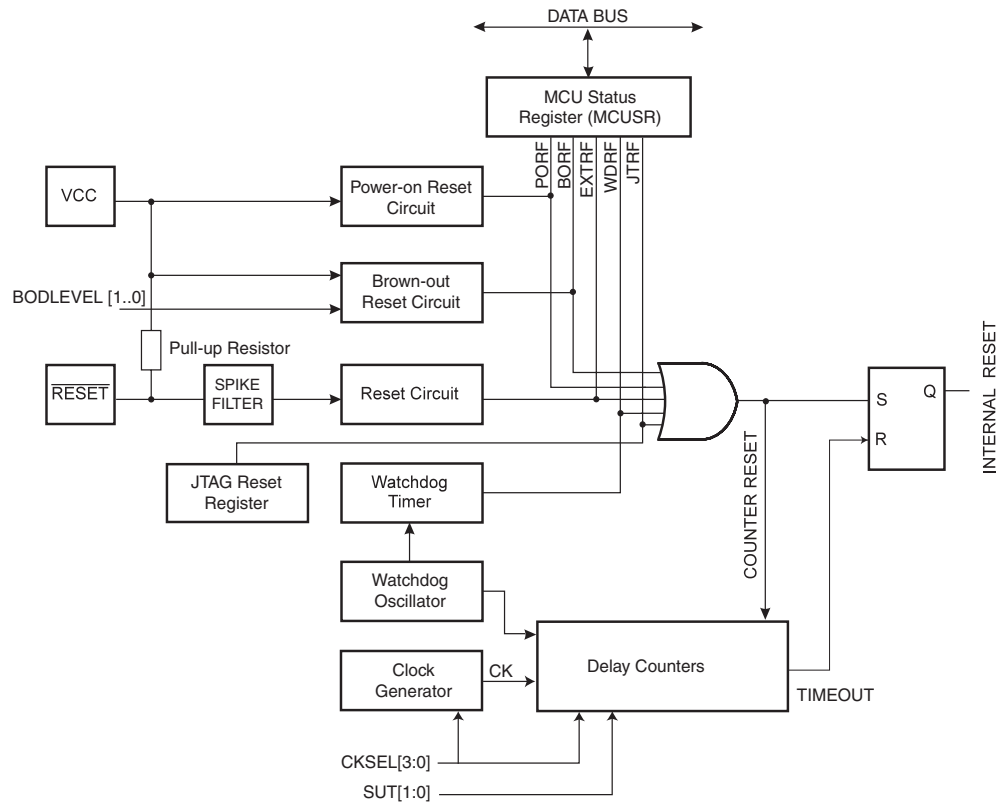 DATA BUS
MCU Status
Register (MCUSR)
PORF
BORF
EXTRF
WDRF
JTRF
VCC
Power-on Reset
Circuit
BODLEVEL [1..0]
Brown-out
Reset Circuit
Pull-up Resistor
RESET
SPIKE
FILTER
Reset Circuit
S
Q
R
INTERNAL RESET
JTAG Reset
Register
Watchdog
Timer
COUNTER RESET
Watchdog
Oscillator
Clock
Generator
CK
Delay Counters
TIMEOUT
CKSEL[3:0]
SUT[1:0]